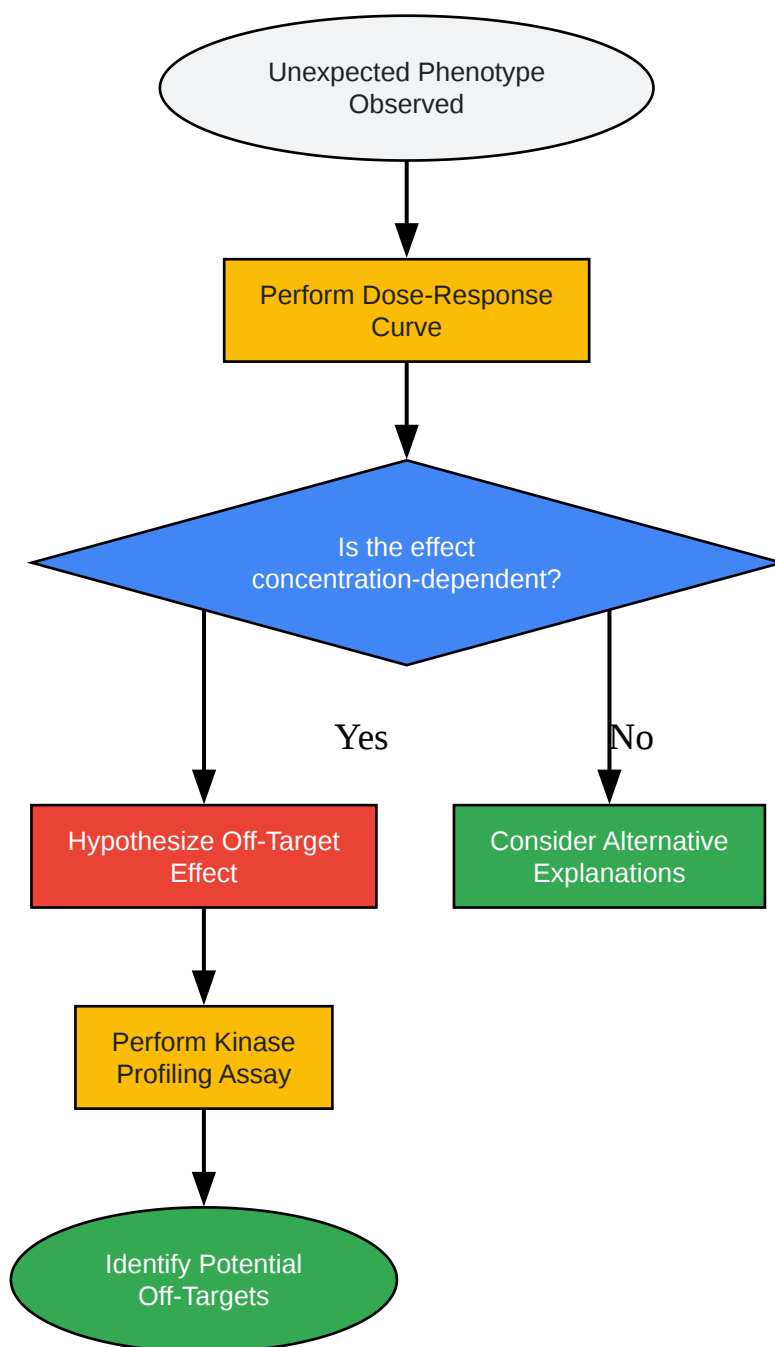 Unexpected Phenotype
Observed
Perform Dose-Response
Curve
Is the effect
concentration-dependent?
Yes
No
Hypothesize Off-Target
Effect
Consider Alternative
Explanations
Perform Kinase
Profiling Assay
Identify Potential
Off-Targets